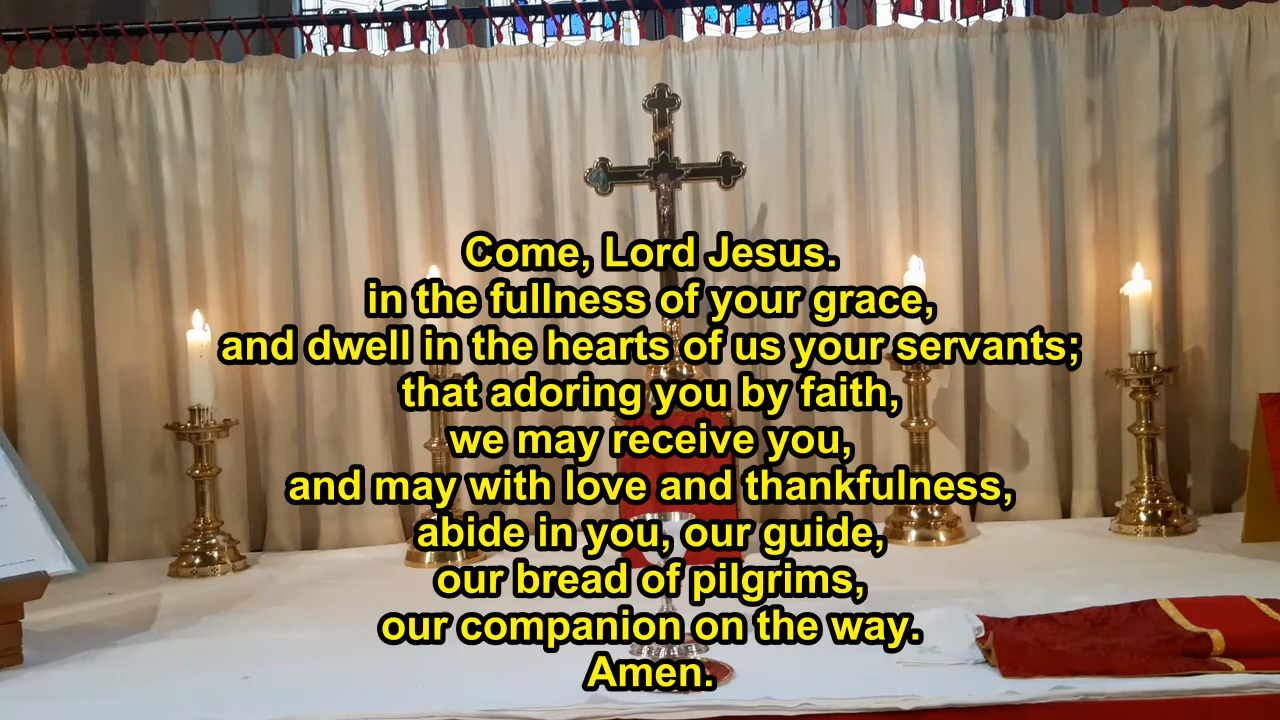 Come, Lord Jesus.
in the fullness of your grace,
and dwell in the hearts of us your servants;
that adoring you by faith,
we may receive you,
and may with love and thankfulness,
abide in you, our guide,
our bread of pilgrims,
our companion on the way.
Amen.